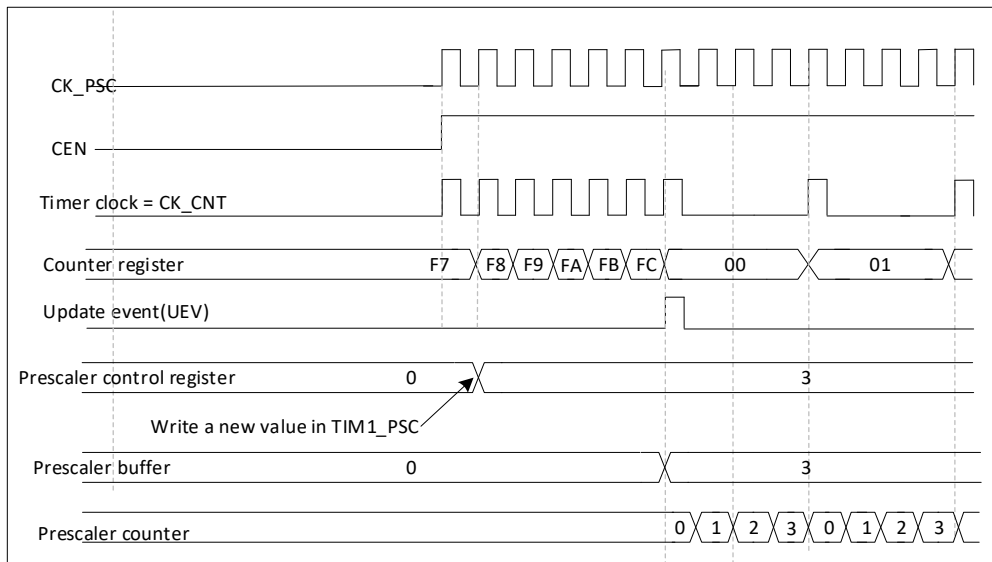 CK_PSC
CEN
Timer clock = CK_CNT
Counter register F7 F8 F9 FA FB FC 00 01
Update event(UEV)
Prescaler control register 0 3
Write a new value in TIM1_PSC
Prescaler buffer 0 3
Prescaler counter 0 1 2 3 0 1 2 3